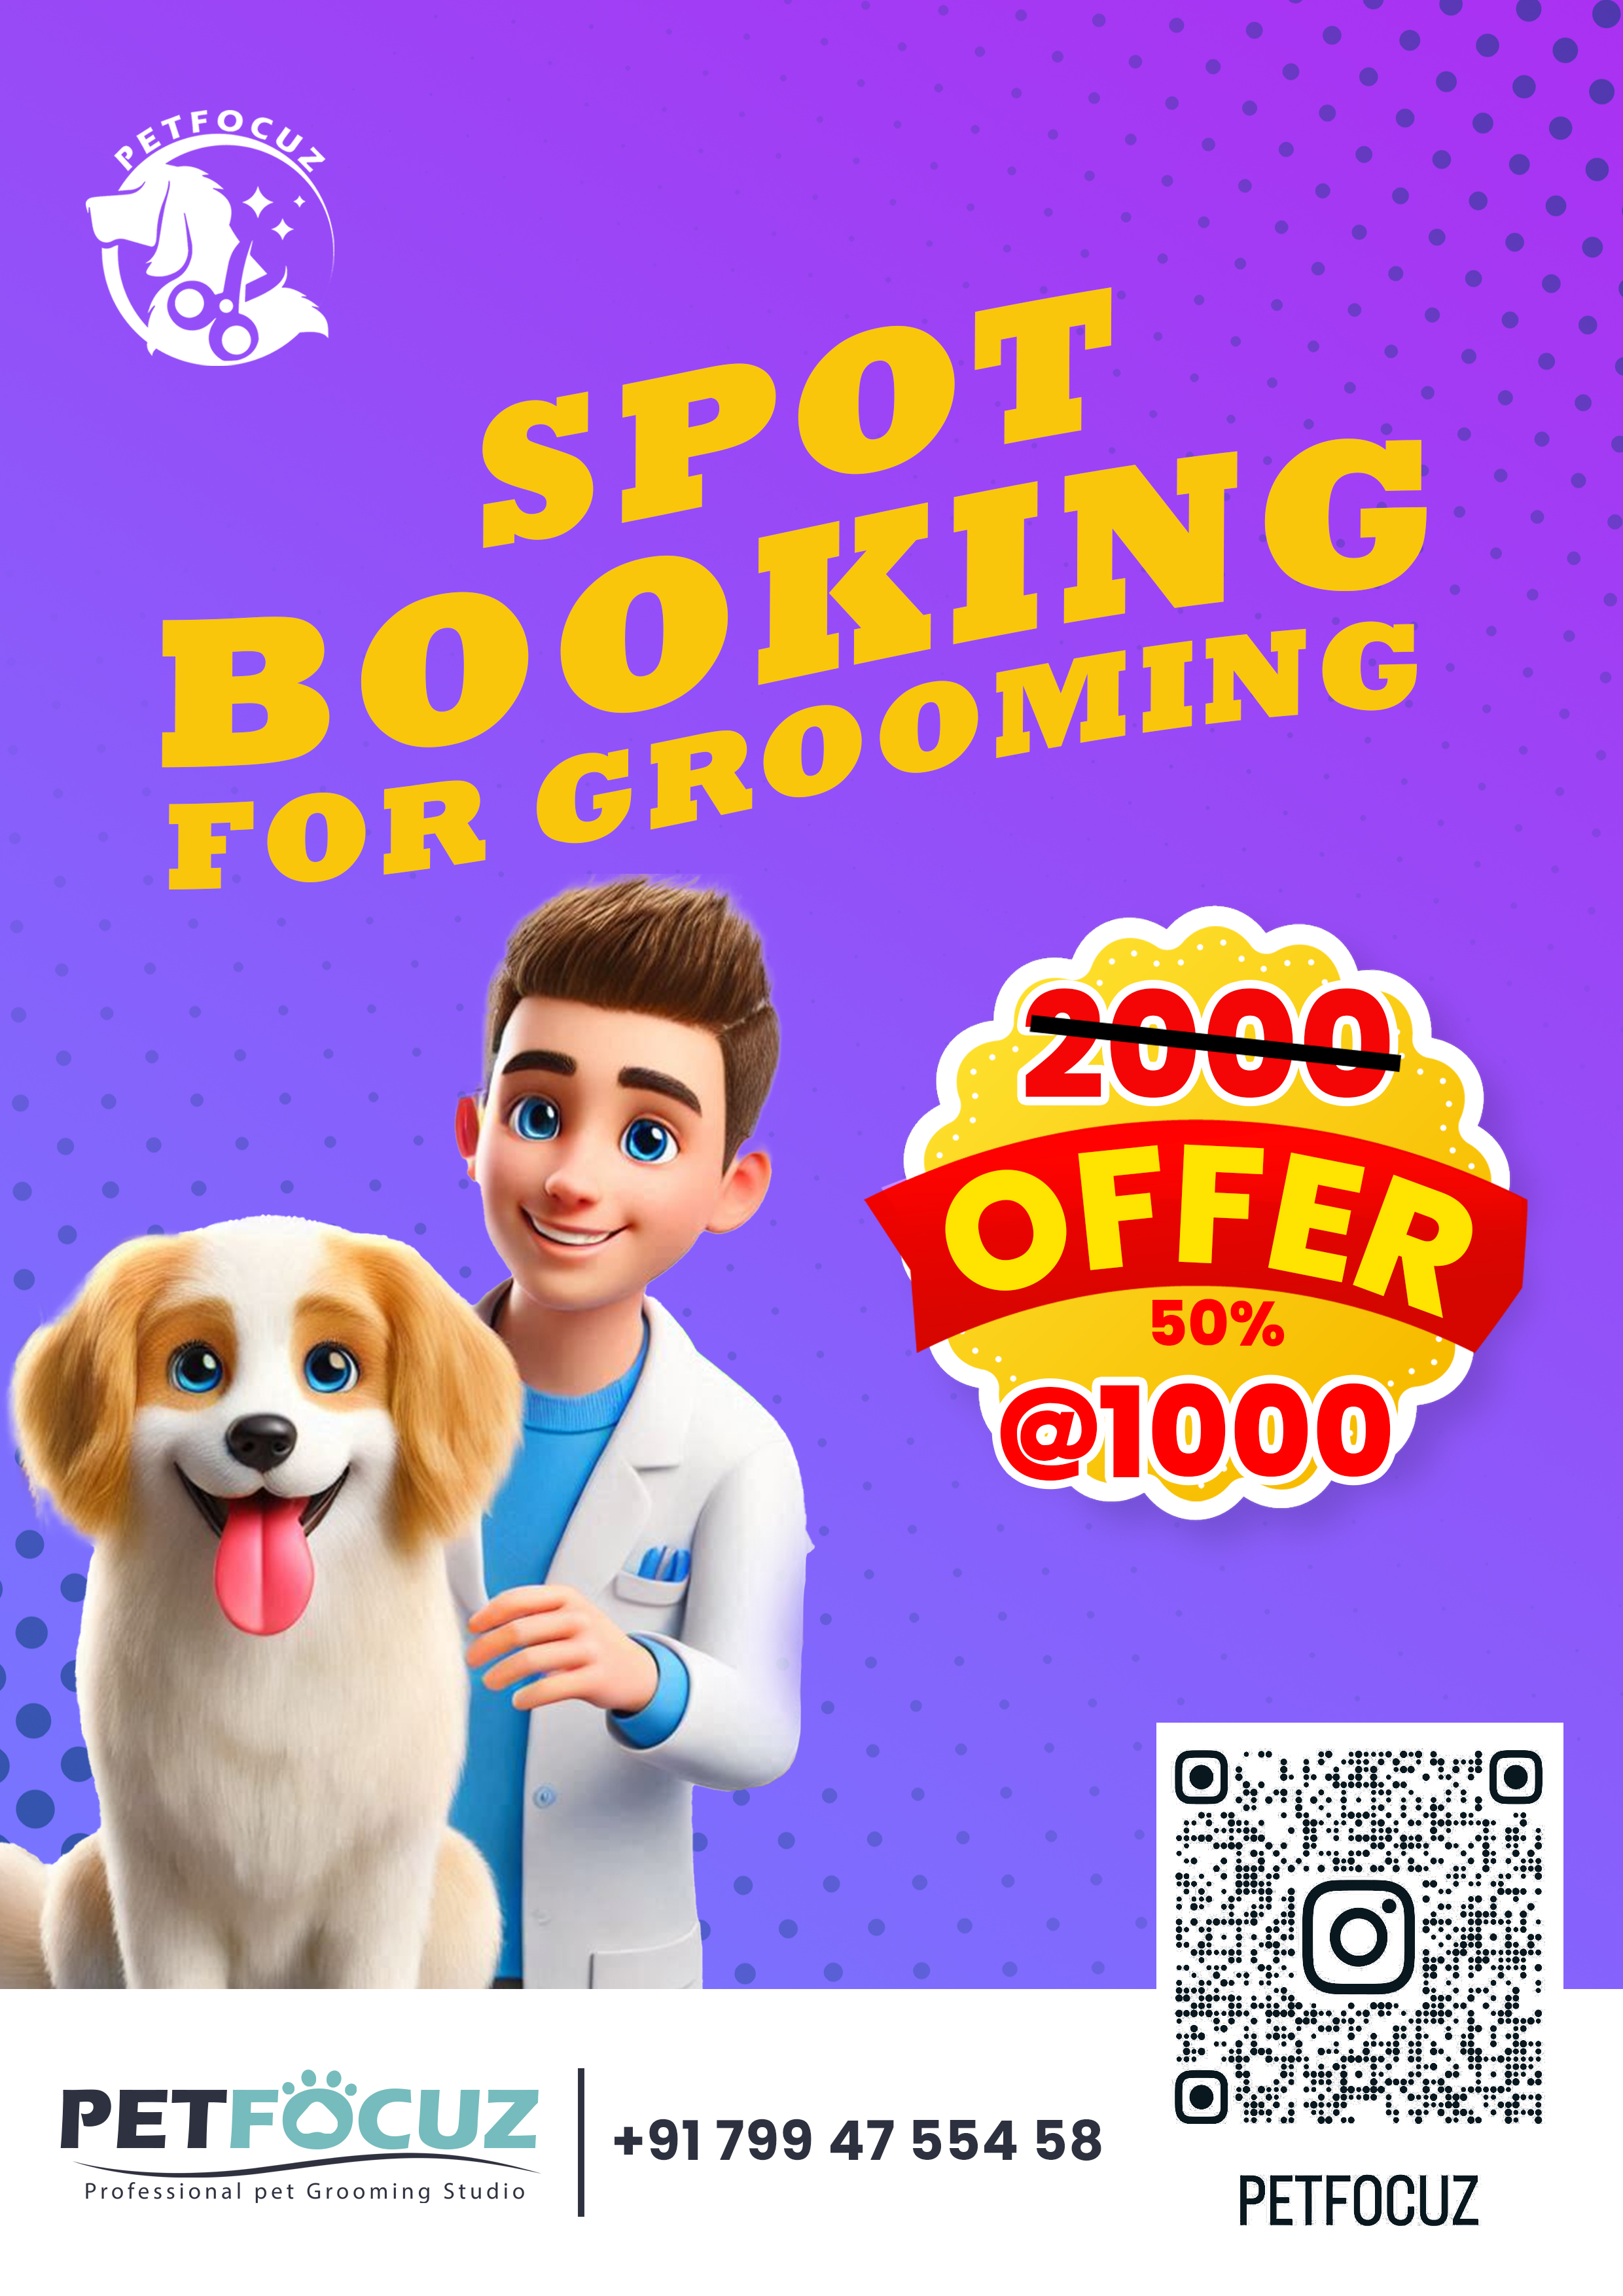 PETFOCUZ
SPOT
BOOKING
FOR GROOMING
2000
OFFER
50%
@1000
PETFOCUZ
Professional pet Grooming Studio
+91 799 47 554 58
PETFOCUZ